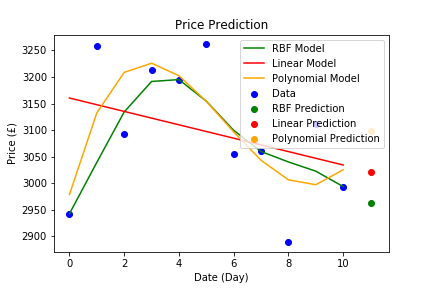 Price Prediction
Price (£)
3250
3200
3150
3100
3050
3000
2950
2900
RBF Model
Linear Model
Polynomial Model
Data
RBF Prediction
Linear Prediction
Polynomial Prediction
0 2 4 6 8 10
Date (Day)